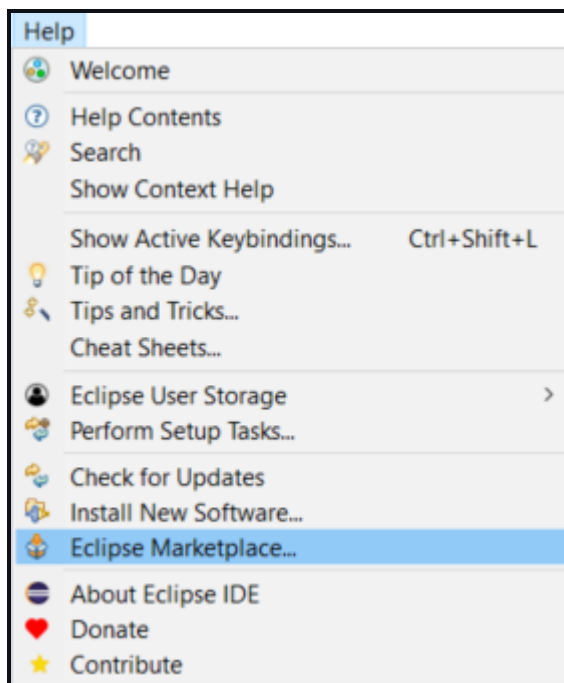 Help
Welcome
Help Contents
Search
Show Context Help
Show Active Keybindings... Ctrl+Shift+L
Tip of the Day
Tips and Tricks...
Cheat Sheets...
Eclipse User Storage
Perform Setup Tasks...
Check for Updates
Install New Software...
Eclipse Marketplace...
About Eclipse IDE
Donate
Contribute